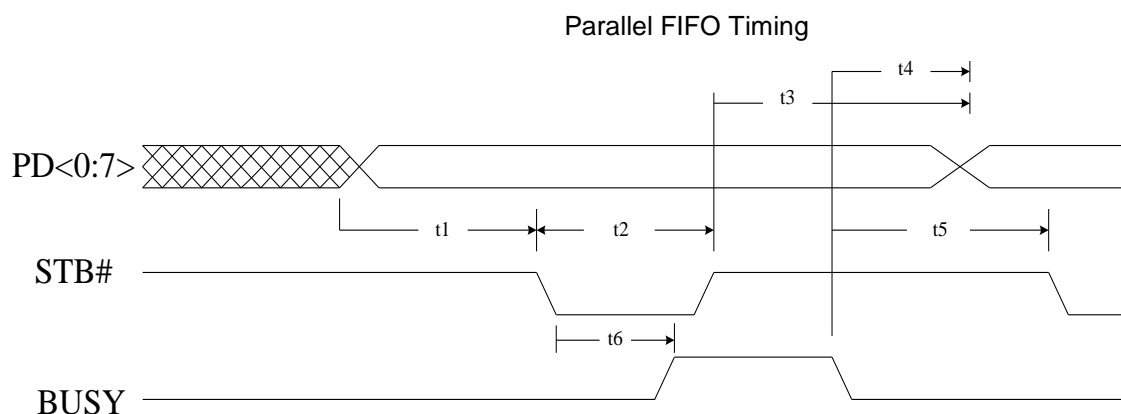 Parallel FIFO Timing
t4
t3
PD<0:7>
t1
t2
t5
STB#
t6
BUSY